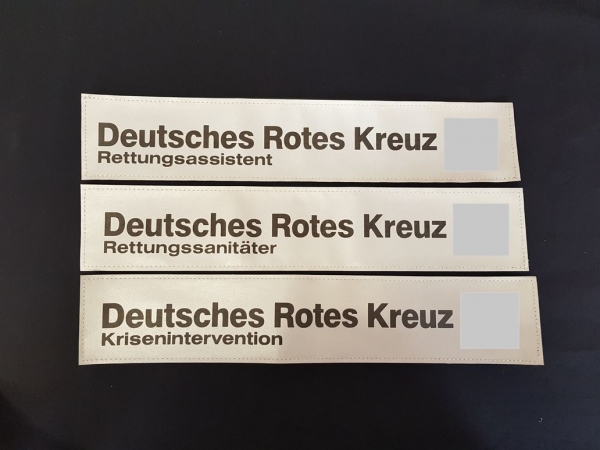 Deutsches Rotes Kreuz
Rettungsassistent
Deutsches Rotes Kreuz
Rettungssanitäter
Deutsches Rotes Kreuz
Krisenintervention